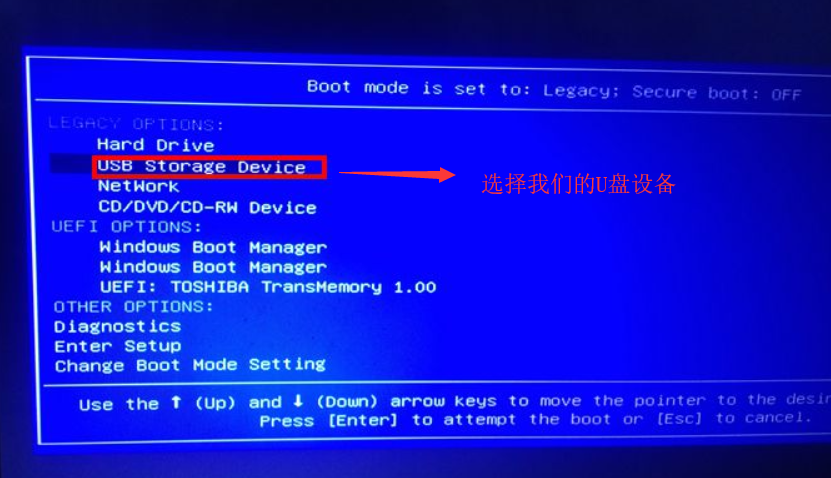 Boot mode is set to: Legacy; Secure boot: OFF
LEGACY OPTIONS:
Hard Drive
USB Storage Device
选择我们的U盘设备
NetWork
CD/DVD/CD-RW Device
UEFI OPTIONS:
Windows Boot Manager
Windows Boot Manager
UEFI: TOSHIBA TransMemory 1.00
OTHER OPTIONS:
Diagnostics
Enter Setup
Change Boot Mode Setting
Use the ↑ (Up) and ↓ (Down) arrow keys to move the pointer to the
Press [Enter] to attempt the boot or [Esc] to cancel.